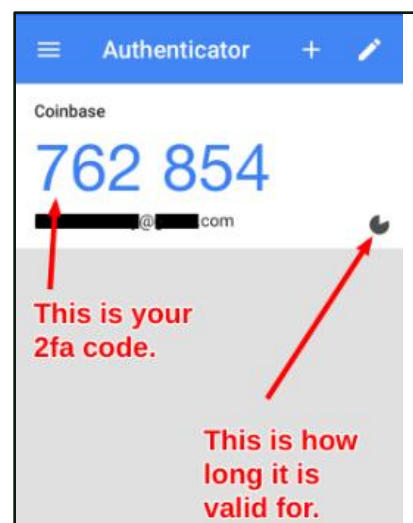 Authenticator
Coinbase
762 854
@ .com
This is your
2fa code.
This is how
long it is
valid for.